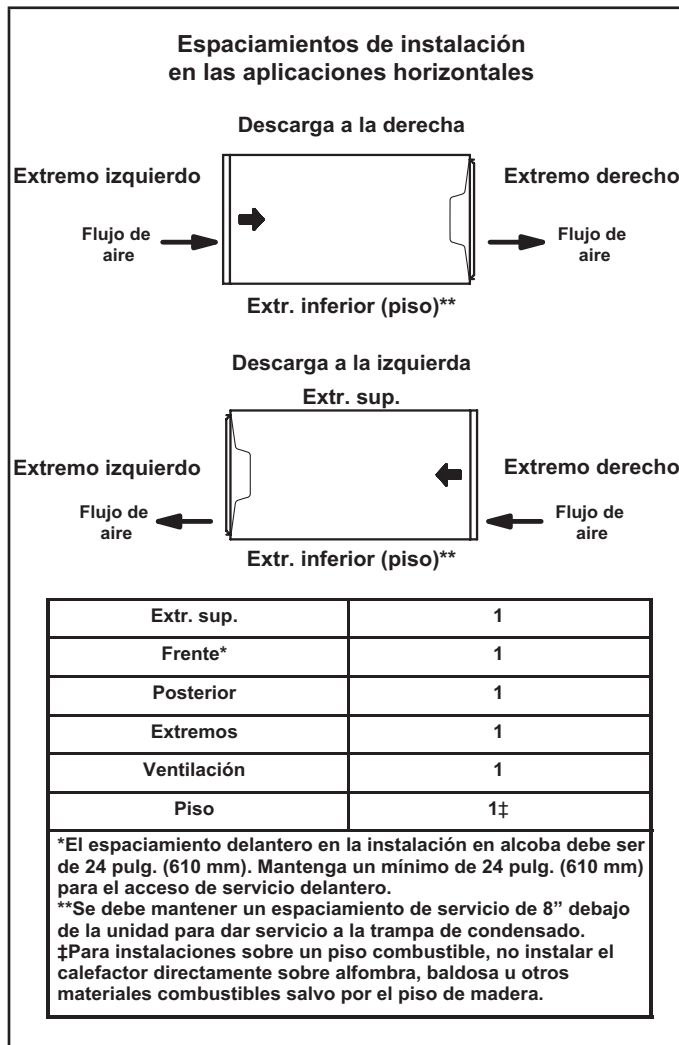 Espaciamientos de instalación
en las aplicaciones horizontales
Descarga a la derecha
Extremo izquierdo
Extremo derecho
Flujo de
aire
Flujo de
aire
Extr. inferior (piso)**
Descarga a la izquierda
Extr. sup.
Extremo izquierdo
Extremo derecho
Flujo de
aire
Flujo de
aire
Extr. inferior (piso)**
Extr. sup. 1
Frente* 1
Posterior 1
Extremos 1
Ventilación 1
Piso 1‡
*El espaciamiento delantero en la instalación en alcoba debe ser
de 24 pulg. (610 mm). Mantenga un mínimo de 24 pulg. (610 mm)
para el acceso de servicio delantero.
**Se debe mantener un espaciamiento de servicio de 8” debajo
de la unidad para dar servicio a la trampa de condensado.
‡Para instalaciones sobre un piso combustible, no instalar el
calefactor directamente sobre alfombra, baldosa u otros
materiales combustibles salvo por el piso de madera.